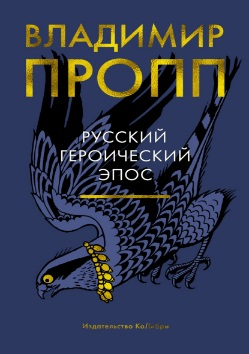 ВЛАДИМИР
ПРОПП
РУССКИЙ
ГЕРОИЧЕСКИЙ
ЭПОС
Издательство КоЛибри